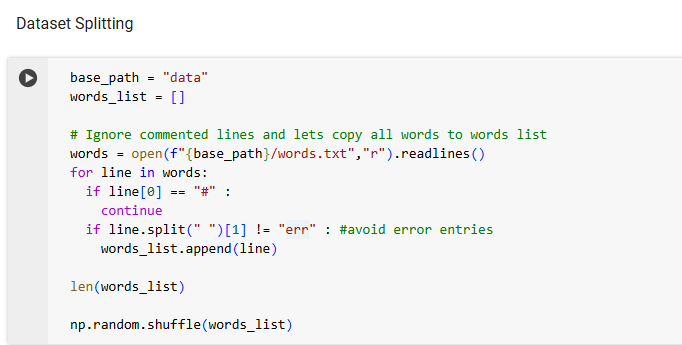 Dataset Splitting
base_path = "data"
words_list = []
# Ignore commented lines and lets copy all words to words list
words = open(f"{base_path}/words.txt","r").readlines()
for line in words:
  if line[0] == "#" :
    continue
  if line.split(" ")[1] != "err" : #avoid error entries
    words_list.append(line)
len(words_list)
np.random.shuffle(words_list)